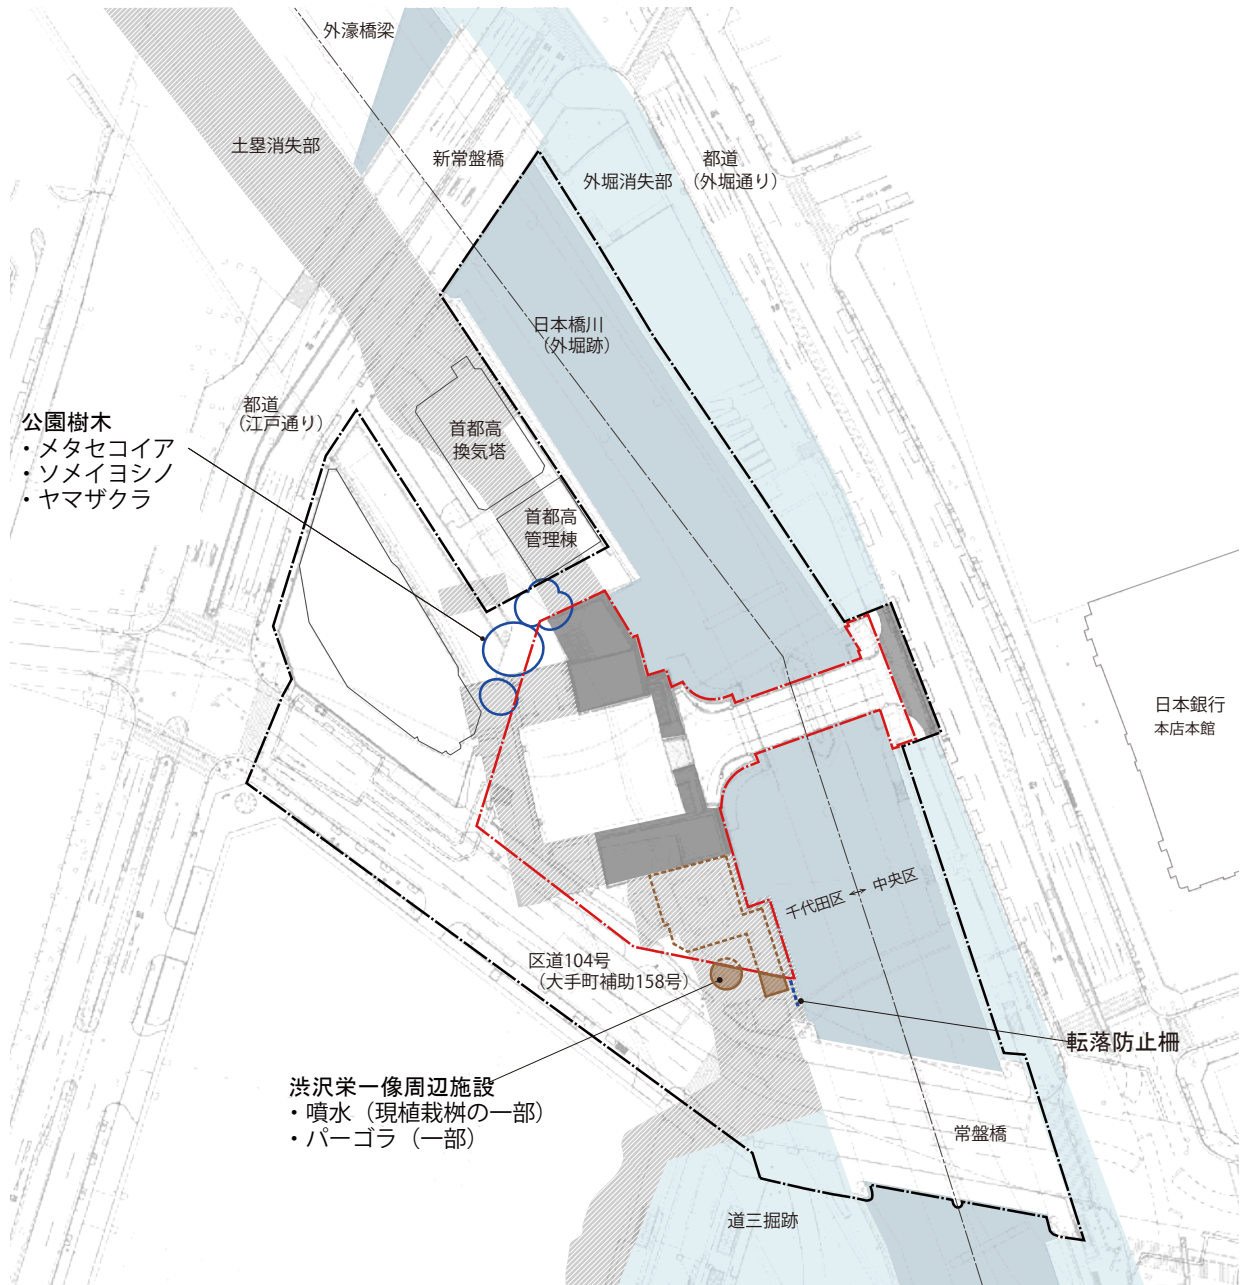 外濠橋梁
土塁消失部
新常盤橋
外堀消失部
都道
（外堀通り）
日本橋川
（外堀跡）
都道
（江戸通り）
公園樹木
・メタセコイア
・ソメイヨシノ
・ヤマザクラ
首都高
換気塔
首都高
管理棟
日本銀行
本店本館
千代田区 ↔ 中央区
区道104号
（大手町補助158号）
転落防止柵
渋沢栄一像周辺施設
・噴水（現植栽桝の一部）
・パーゴラ（一部）
常盤橋
道三堀跡